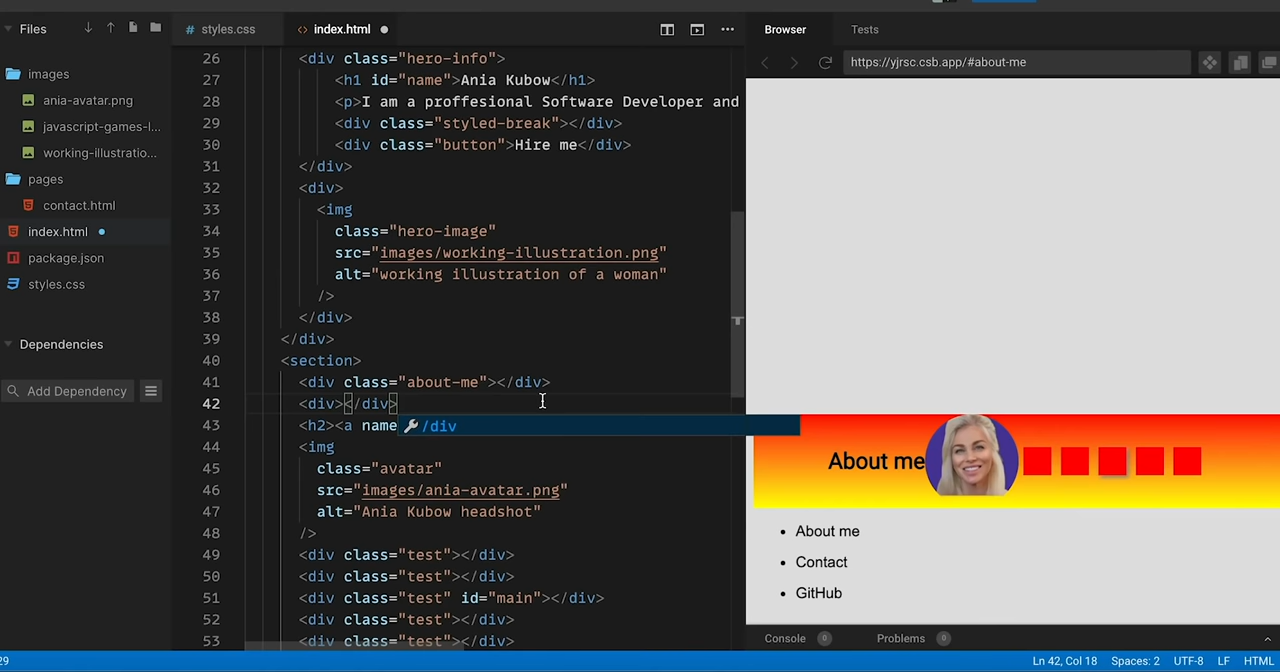 Files
styles.css
index.html
Browser
Tests
https://yjrsc.csb.app/#about-me
images
ania-avatar.png
javascript-games-l...
working-illustratio...
pages
contact.html
index.html
package.json
styles.css
Dependencies
Add Dependency
26 <div class="hero-info">
27 <h1 id="name">Ania Kubow</h1>
28 <p>I am a proffesional Software Developer and
29 <div class="styled-break"></div>
30 <div class="button">Hire me</div>
31 </div>
32 <div>
33 <img
34 class="hero-image"
35 src="images/working-illustration.png"
36 alt="working illustration of a woman"
37 />
38 </div>
39 </div>
40 <section>
41 <div class="about-me"></div>
42 <div></div>
43 <h2><a name
/div
44 <img
45 class="avatar"
46 src="images/ania-avatar.png"
47 alt="Ania Kubow headshot"
48 />
49 <div class="test"></div>
50 <div class="test"></div>
51 <div class="test" id="main"></div>
52 <div class="test"></div>
53 <div class="test"></div>
About me
• About me
• Contact
• GitHub
Console 0
Problems 0
29
Ln 42, Col 18
Spaces: 2
UTF-8
LF
HTML